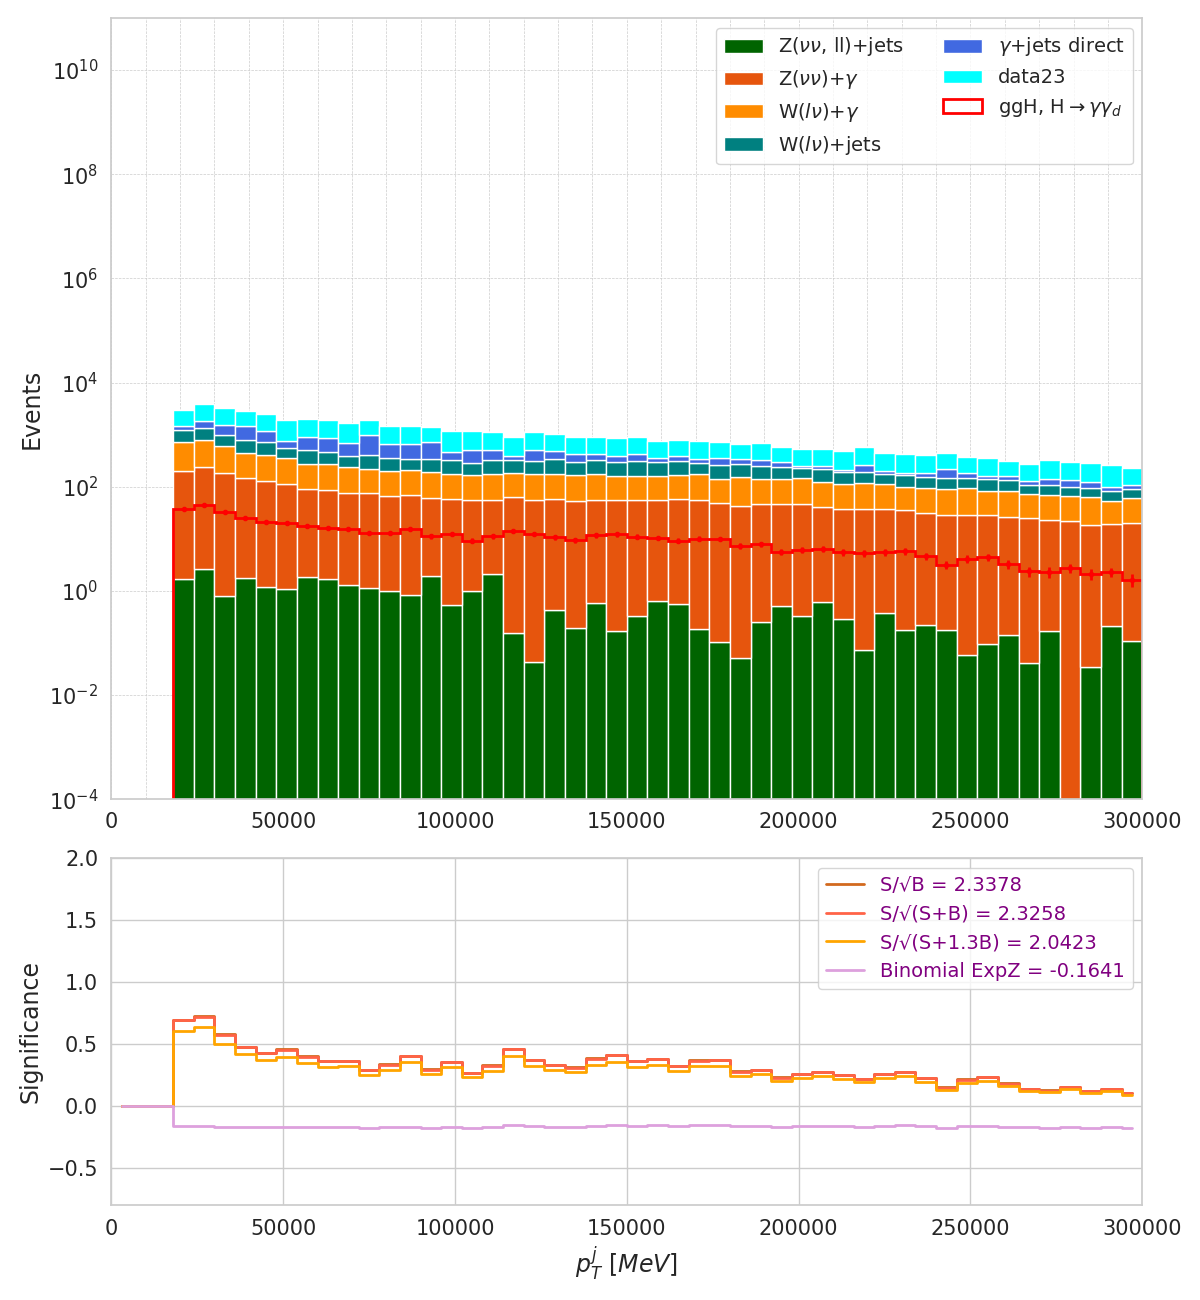 Z(νν, ll)+jets
Z(νν)+γ
W(lν)+γ
W(lν)+jets
γ+jets direct
data23
ggH, H→γγ_d
Events
10^10
10^8
10^6
10^4
10^2
10^0
10^−2
10^−4
0 50000 100000 150000 200000 250000 300000
S/√B = 2.3378
S/√(S+B) = 2.3258
S/√(S+1.3B) = 2.0423
Binomial ExpZ = -0.1641
Significance
2.0
1.5
1.0
0.5
0.0
−0.5
0 50000 100000 150000 200000 250000 300000
p_T^j [MeV]